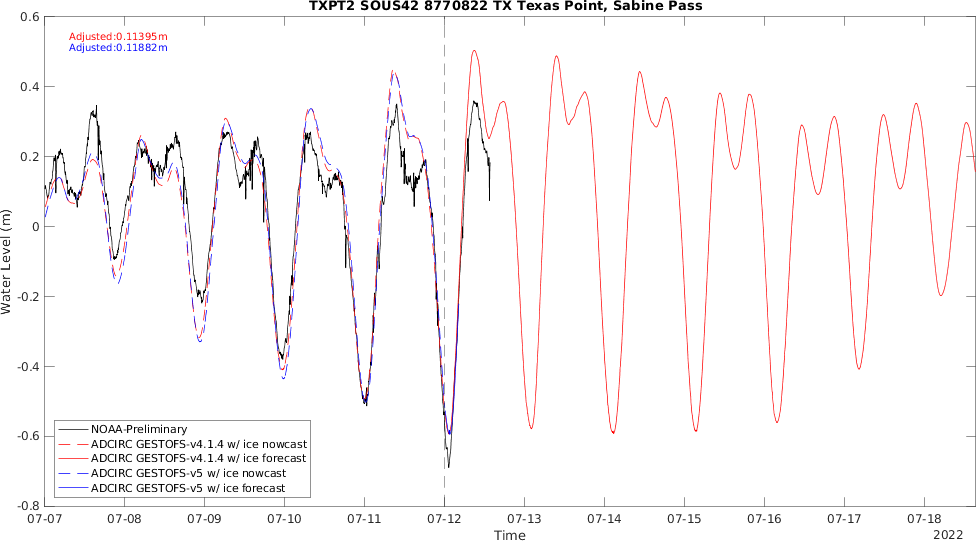 TXPT2 SOUS42 8770822 TX Texas Point, Sabine Pass
0.6
0.4
0.2
0
-0.2
-0.4
-0.6
-0.8
Water Level (m)
Adjusted:0.11395m
Adjusted:0.11882m
NOAA-Preliminary
ADCIRC GESTOFS-v4.1.4 w/ ice nowcast
ADCIRC GESTOFS-v4.1.4 w/ ice forecast
ADCIRC GESTOFS-v5 w/ ice nowcast
ADCIRC GESTOFS-v5 w/ ice forecast
07-07 07-08 07-09 07-10 07-11 07-12 07-13 07-14 07-15 07-16 07-17 07-18
Time
2022